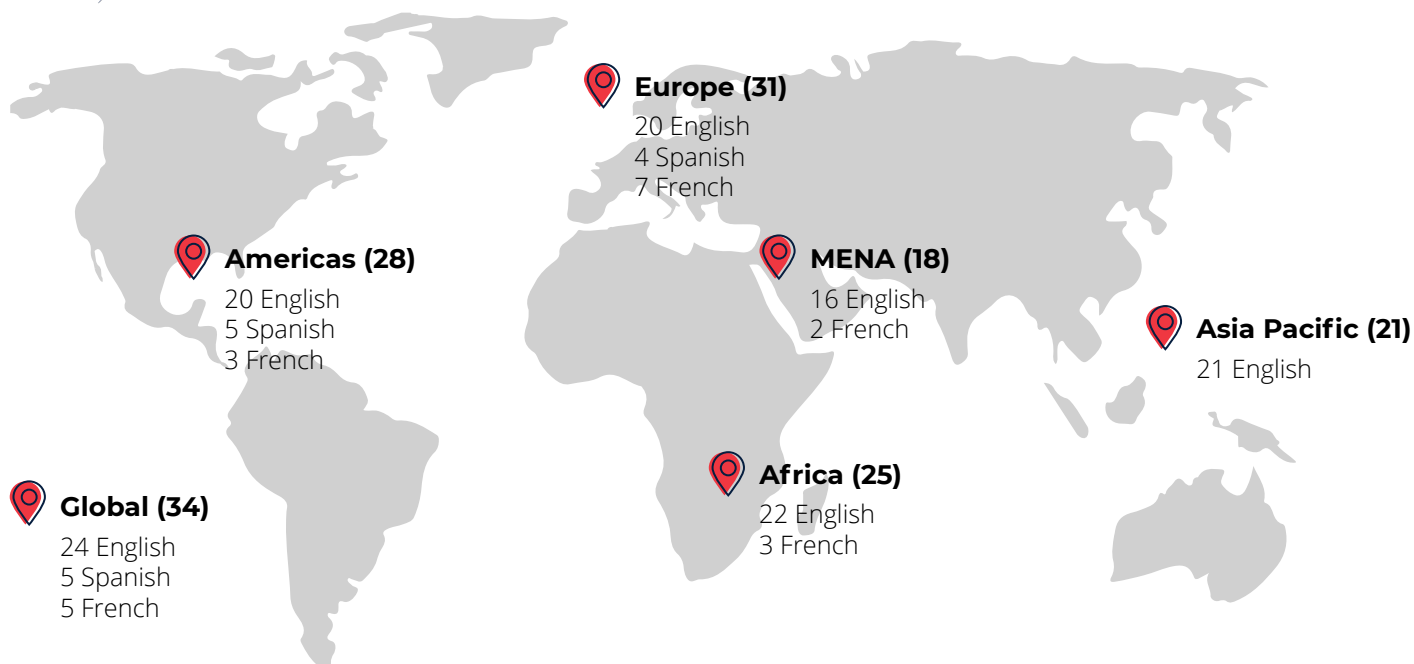 Europe (31)
20 English
4 Spanish
7 French
Americas (28)
20 English
5 Spanish
3 French
MENA (18)
16 English
2 French
Asia Pacific (21)
21 English
Africa (25)
22 English
3 French
Global (34)
24 English
5 Spanish
5 French